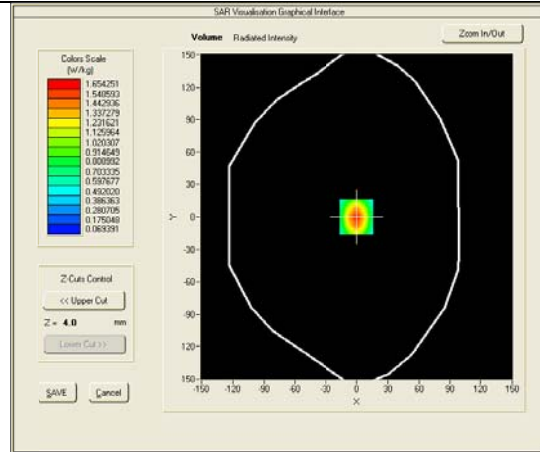 SAR Visualisation Graphical Interface
Volume Radiated Intensity
Zoom In/Out
Colors Scale
(W/kg)
1.654251
1.548593
1.442936
1.337279
1.231621
1.125964
1.020307
0.914649
0.808992
0.703335
0.597677
0.492020
0.386363
0.280705
0.175048
0.069391
Z-Cuts Control
<< Upper Cut
Z = 4.0 mm
Lower Cut >>
SAVE Cancel
150-
120-
90-
60-
30-
Y 0-
-30-
-60-
-90-
-120-
150-
-150 -120 -90 -60 -30 0 30 60 90 120 150
X